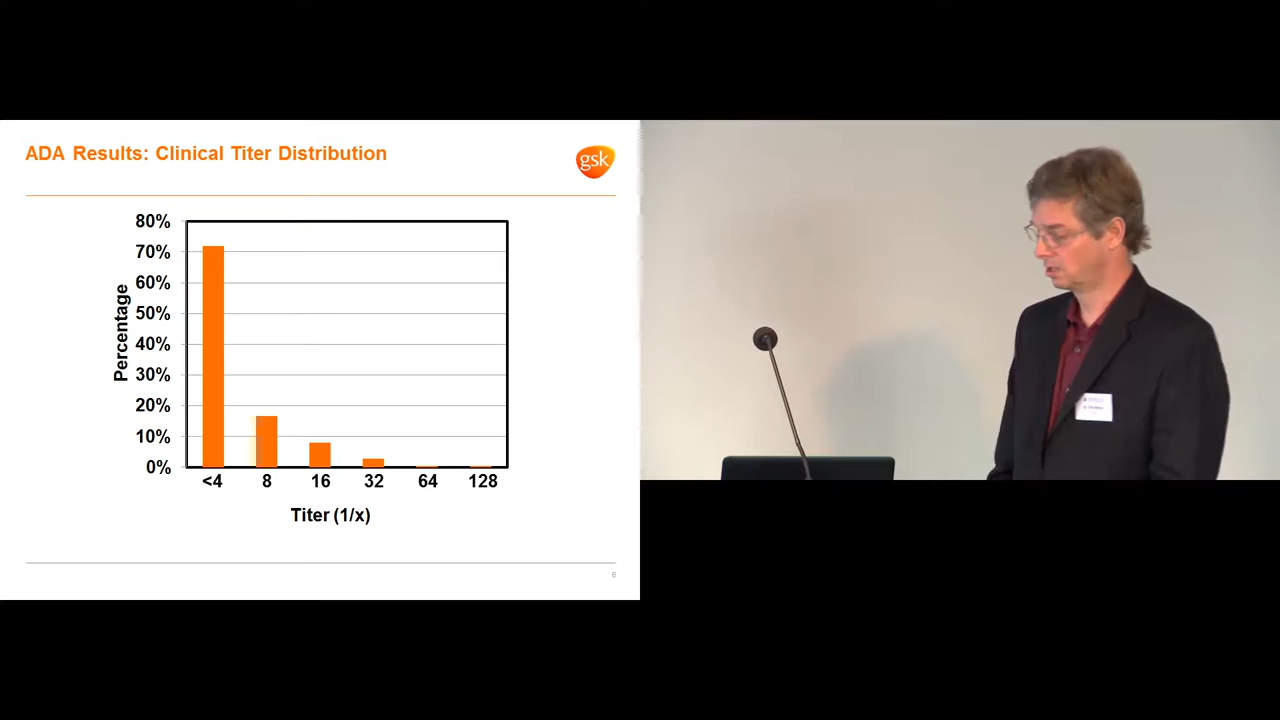 ADA Results: Clinical Titer Distribution
gsk
80%
70%
60%
50%
40%
30%
20%
10%
0%
Percentage
<4 8 16 32 64 128
Titer (1/x)
6